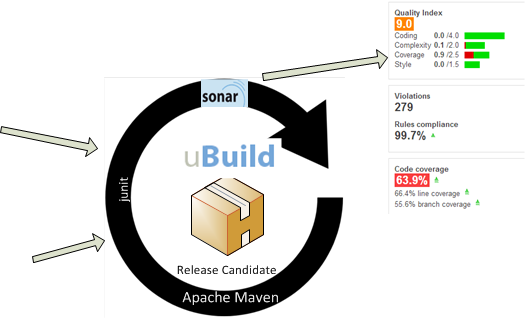 Quality Index
9.0
Coding 0.0 /4.0
Complexity 0.1 /2.0
Coverage 0.9 /2.5
Style 0.0 /1.5
sonar
Violations
279
Rules compliance
99.7%
uBuild
Code coverage
63.9%
66.4% line coverage
55.6% branch coverage
junit
Release Candidate
Apache Maven